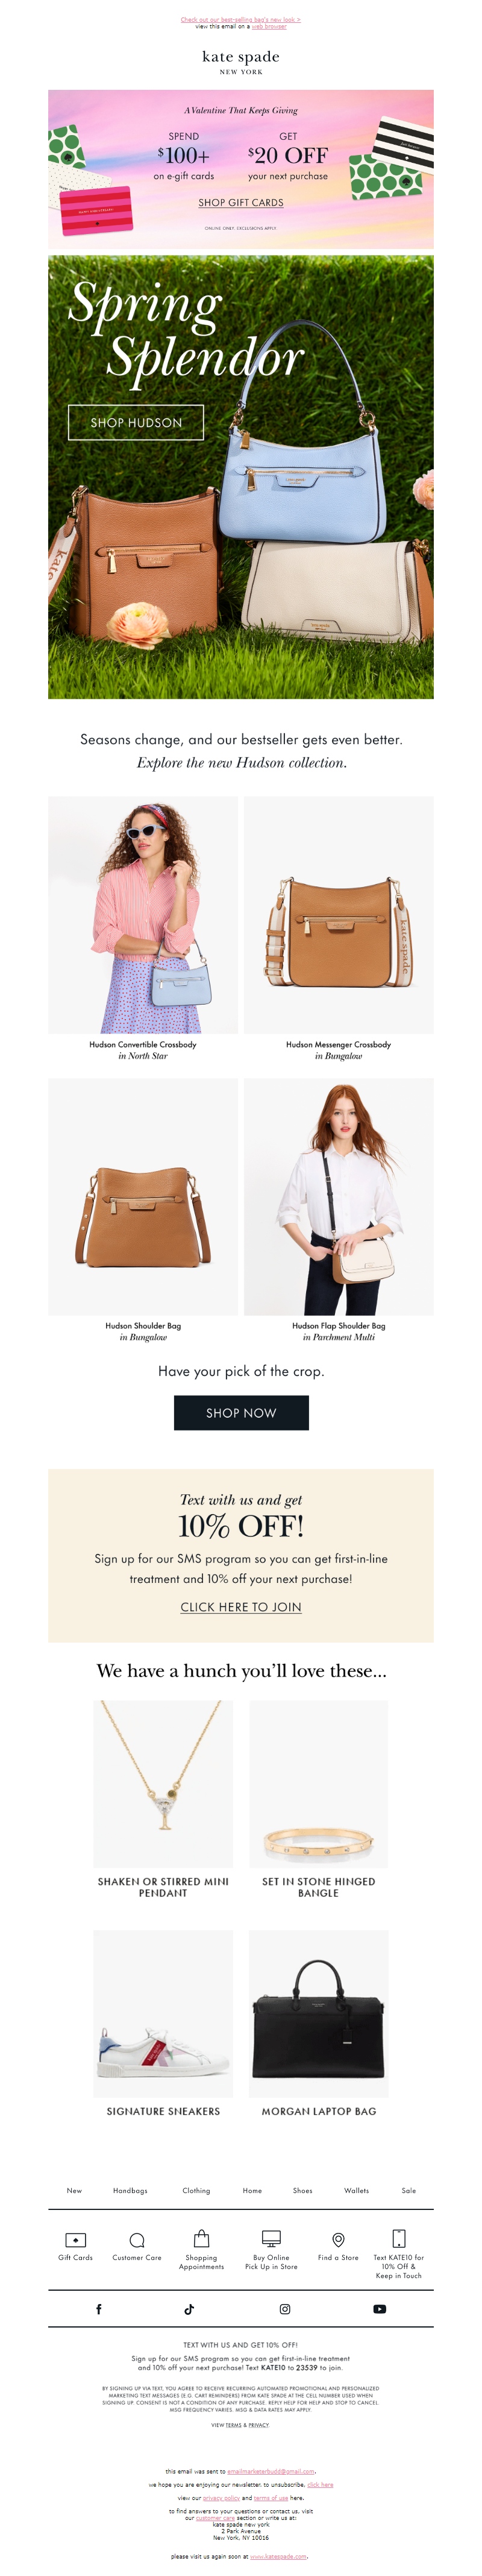 Check out our best-selling bag's new look >
view this email on a web browser
kate spade
NEW YORK
A Valentine That Keeps Giving
SPEND
$100+
on e-gift cards
GET
$20 OFF
your next purchase
SHOP GIFT CARDS
ONLINE ONLY. EXCLUSIONS APPLY.
Spring
Splendor
SHOP HUDSON
Seasons change, and our bestseller gets even better.
Explore the new Hudson collection.
Hudson Convertible Crossbody
in North Star
Hudson Messenger Crossbody
in Bungalow
kate spade
Hudson Shoulder Bag
in Bungalow
Hudson Flap Shoulder Bag
in Parchment Multi
Have your pick of the crop.
SHOP NOW
Text with us and get
10% OFF!
Sign up for our SMS program so you can get first-in-line
treatment and 10% off your next purchase!
CLICK HERE TO JOIN
We have a hunch you'll love these...
SHAKEN OR STIRRED MINI
PENDANT
SET IN STONE HINGED
BANGLE
SIGNATURE SNEAKERS
MORGAN LAPTOP BAG
New
Handbags
Clothing
Home
Shoes
Wallets
Sale
Gift Cards
Customer Care
Shopping
Appointments
Buy Online
Pick Up in Store
Find a Store
Text KATE10 for
10% Off &
Keep in Touch
TEXT WITH US AND GET 10% OFF!
Sign up for our SMS program so you can get first-in-line treatment
and 10% off your next purchase! Text KATE10 to 23539 to join.
BY SIGNING UP VIA TEXT, YOU AGREE TO RECEIVE RECURRING AUTOMATED PROMOTIONAL AND PERSONALIZED
MARKETING TEXT MESSAGES (E.G. CART REMINDERS) FROM KATE SPADE AT THE CELL NUMBER USED WHEN
SIGNING UP. CONSENT IS NOT A CONDITION OF ANY PURCHASE. REPLY HELP FOR HELP AND STOP TO CANCEL.
MSG FREQUENCY VARIES. MSG & DATA RATES MAY APPLY.
VIEW TERMS & PRIVACY.
this email was sent to emailmarketerbudd@gmail.com.
we hope you are enjoying our newsletter. to unsubscribe, click here
view our privacy policy and terms of use here.
to find answers to your questions or contact us, visit
our customer care section or write us at:
kate spade new york
2 Park Avenue
New York, NY 10016
please visit us again soon at www.katespade.com.